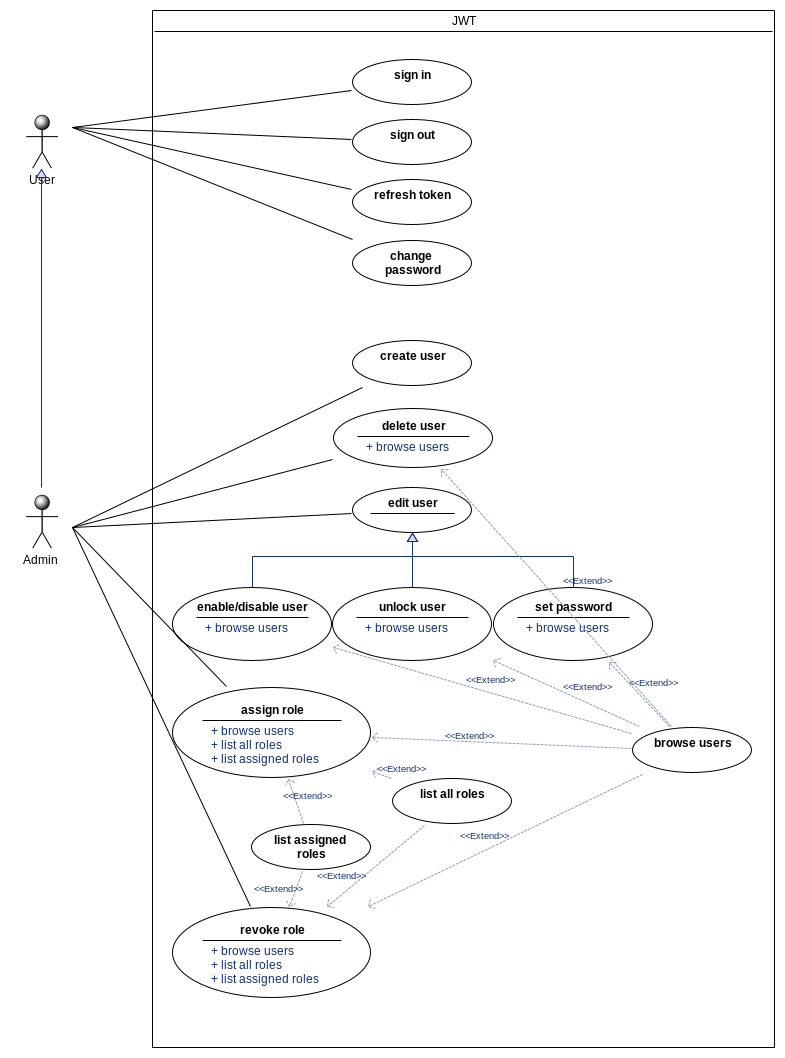 JWT
sign in
sign out
User
refresh token
change
password
create user
delete user
+ browse users
edit user
Admin
<<Extend>>
enable/disable user
+ browse users
unlock user
+ browse users
set password
+ browse users
<<Extend>>
<<Extend>>
<<Extend>>
assign role
+ browse users
+ list all roles
+ list assigned roles
<<Extend>>
browse users
<<Extend>>
list all roles
<<Extend>>
list assigned
roles
<<Extend>>
<<Extend>>
<<Extend>>
revoke role
+ browse users
+ list all roles
+ list assigned roles